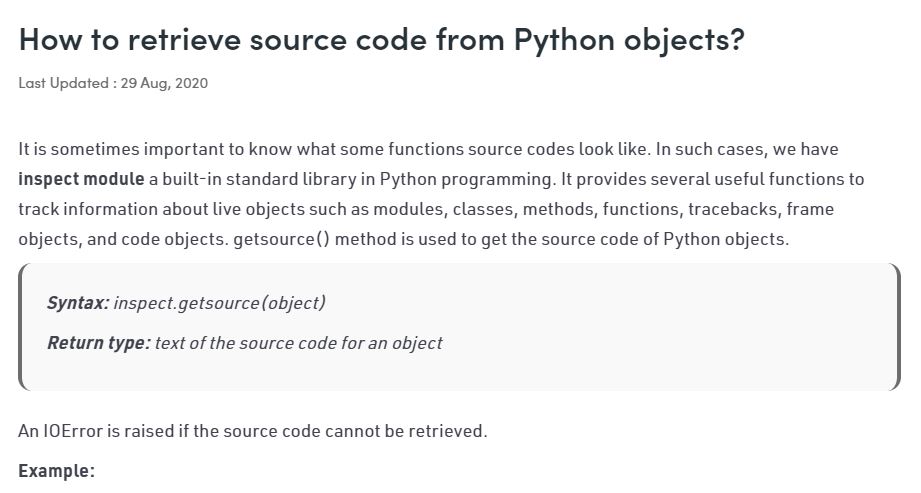 How to retrieve source code from Python objects?
Last Updated : 29 Aug, 2020
It is sometimes important to know what some functions source codes look like. In such cases, we have
inspect module a built-in standard library in Python programming. It provides several useful functions to
track information about live objects such as modules, classes, methods, functions, tracebacks, frame
objects, and code objects. getsource() method is used to get the source code of Python objects.
Syntax: inspect.getsource(object)
Return type: text of the source code for an object
An IOError is raised if the source code cannot be retrieved.
Example: